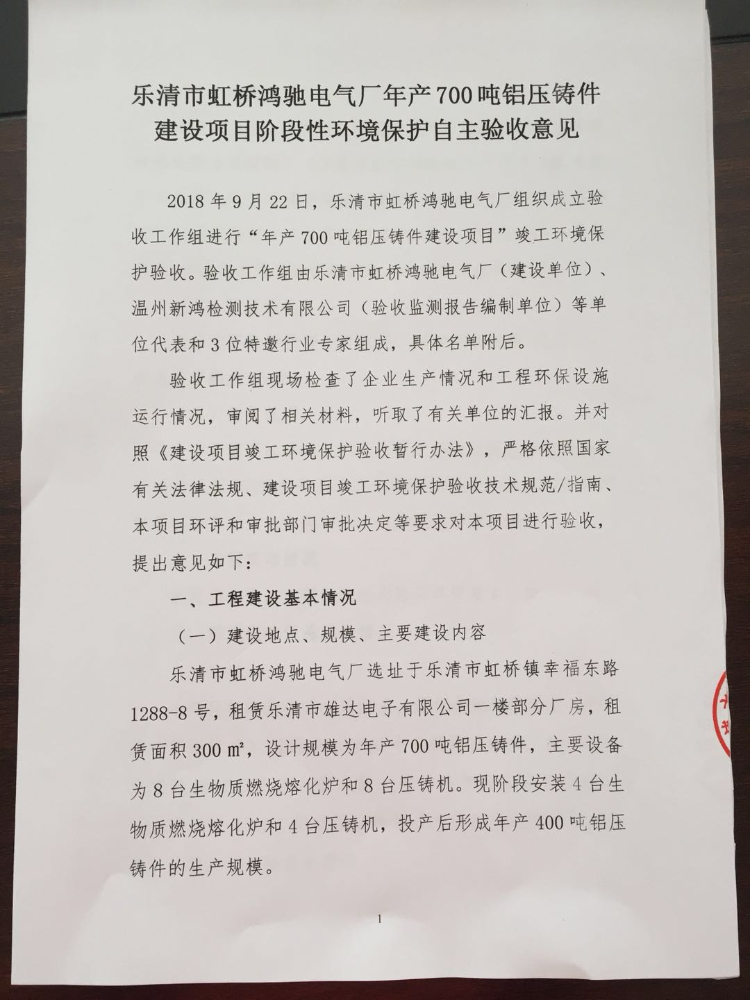 乐清市虹桥鸿驰电气厂年产700吨铝压铸件
建设项目阶段性环境保护自主验收意见
2018年9月22日，乐清市虹桥鸿驰电气厂组织成立验
收工作组进行“年产700吨铝压铸件建设项目”竣工环境保
护验收。验收工作组由乐清市虹桥鸿驰电气厂（建设单位）、
温州新鸿检测技术有限公司（验收监测报告编制单位）等单
位代表和3位特邀行业专家组成，具体名单附后。
验收工作组现场检查了企业生产情况和工程环保设施
运行情况，审阅了相关材料，听取了有关单位的汇报。并对
照《建设项目竣工环境保护验收暂行办法》，严格依照国家
有关法律法规、建设项目竣工环境保护验收技术规范/指南、
本项目环评和审批部门审批决定等要求对本项目进行验收，
提出意见如下：
一、工程建设基本情况
（一）建设地点、规模、主要建设内容
乐清市虹桥鸿驰电气厂选址于乐清市虹桥镇幸福东路
1288-8号，租赁乐清市雄达电子有限公司一楼部分厂房，租
赁面积300㎡，设计规模为年产700吨铝压铸件，主要设备
为8台生物质燃烧熔化炉和8台压铸机。现阶段安装4台生
物质燃烧熔化炉和4台压铸机，投产后形成年产400吨铝压
铸件的生产规模。
1